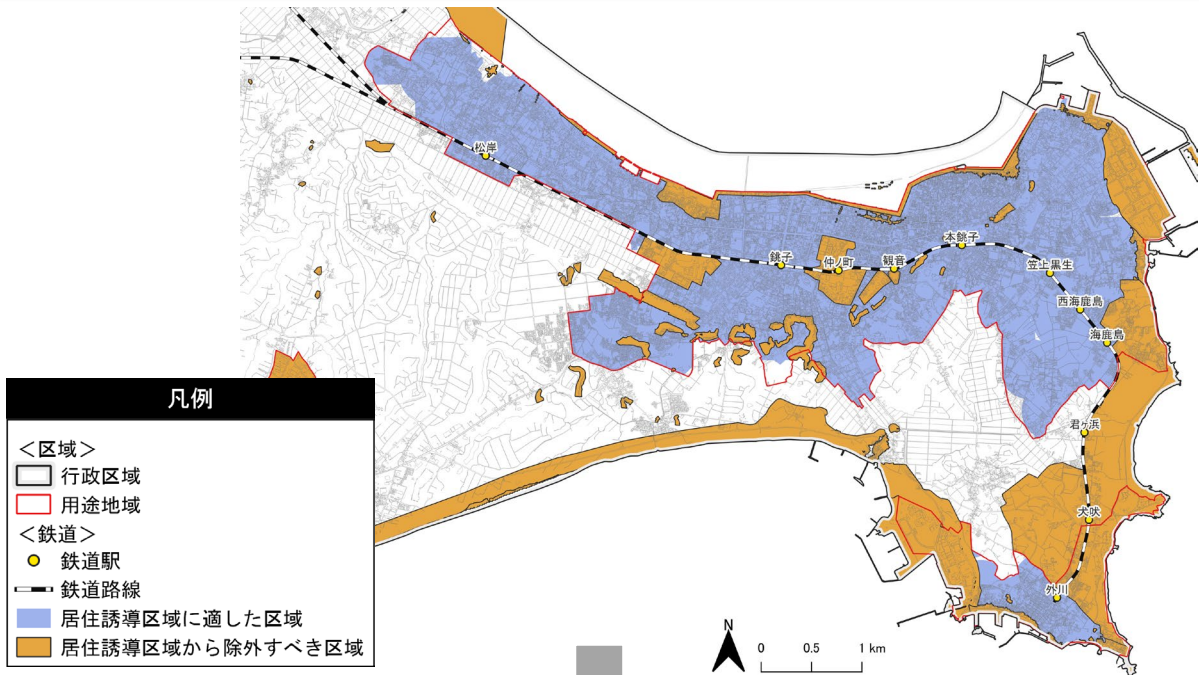 松岸
銚子
仲ノ町
観音
本銚子
笠上黒生
西海鹿島
海鹿島
君ヶ浜
犬吠
外川
凡例
＜区域＞
行政区域
用途地域
＜鉄道＞
鉄道駅
鉄道路線
居住誘導区域に適した区域
居住誘導区域から除外すべき区域
N
0 0.5 1 km